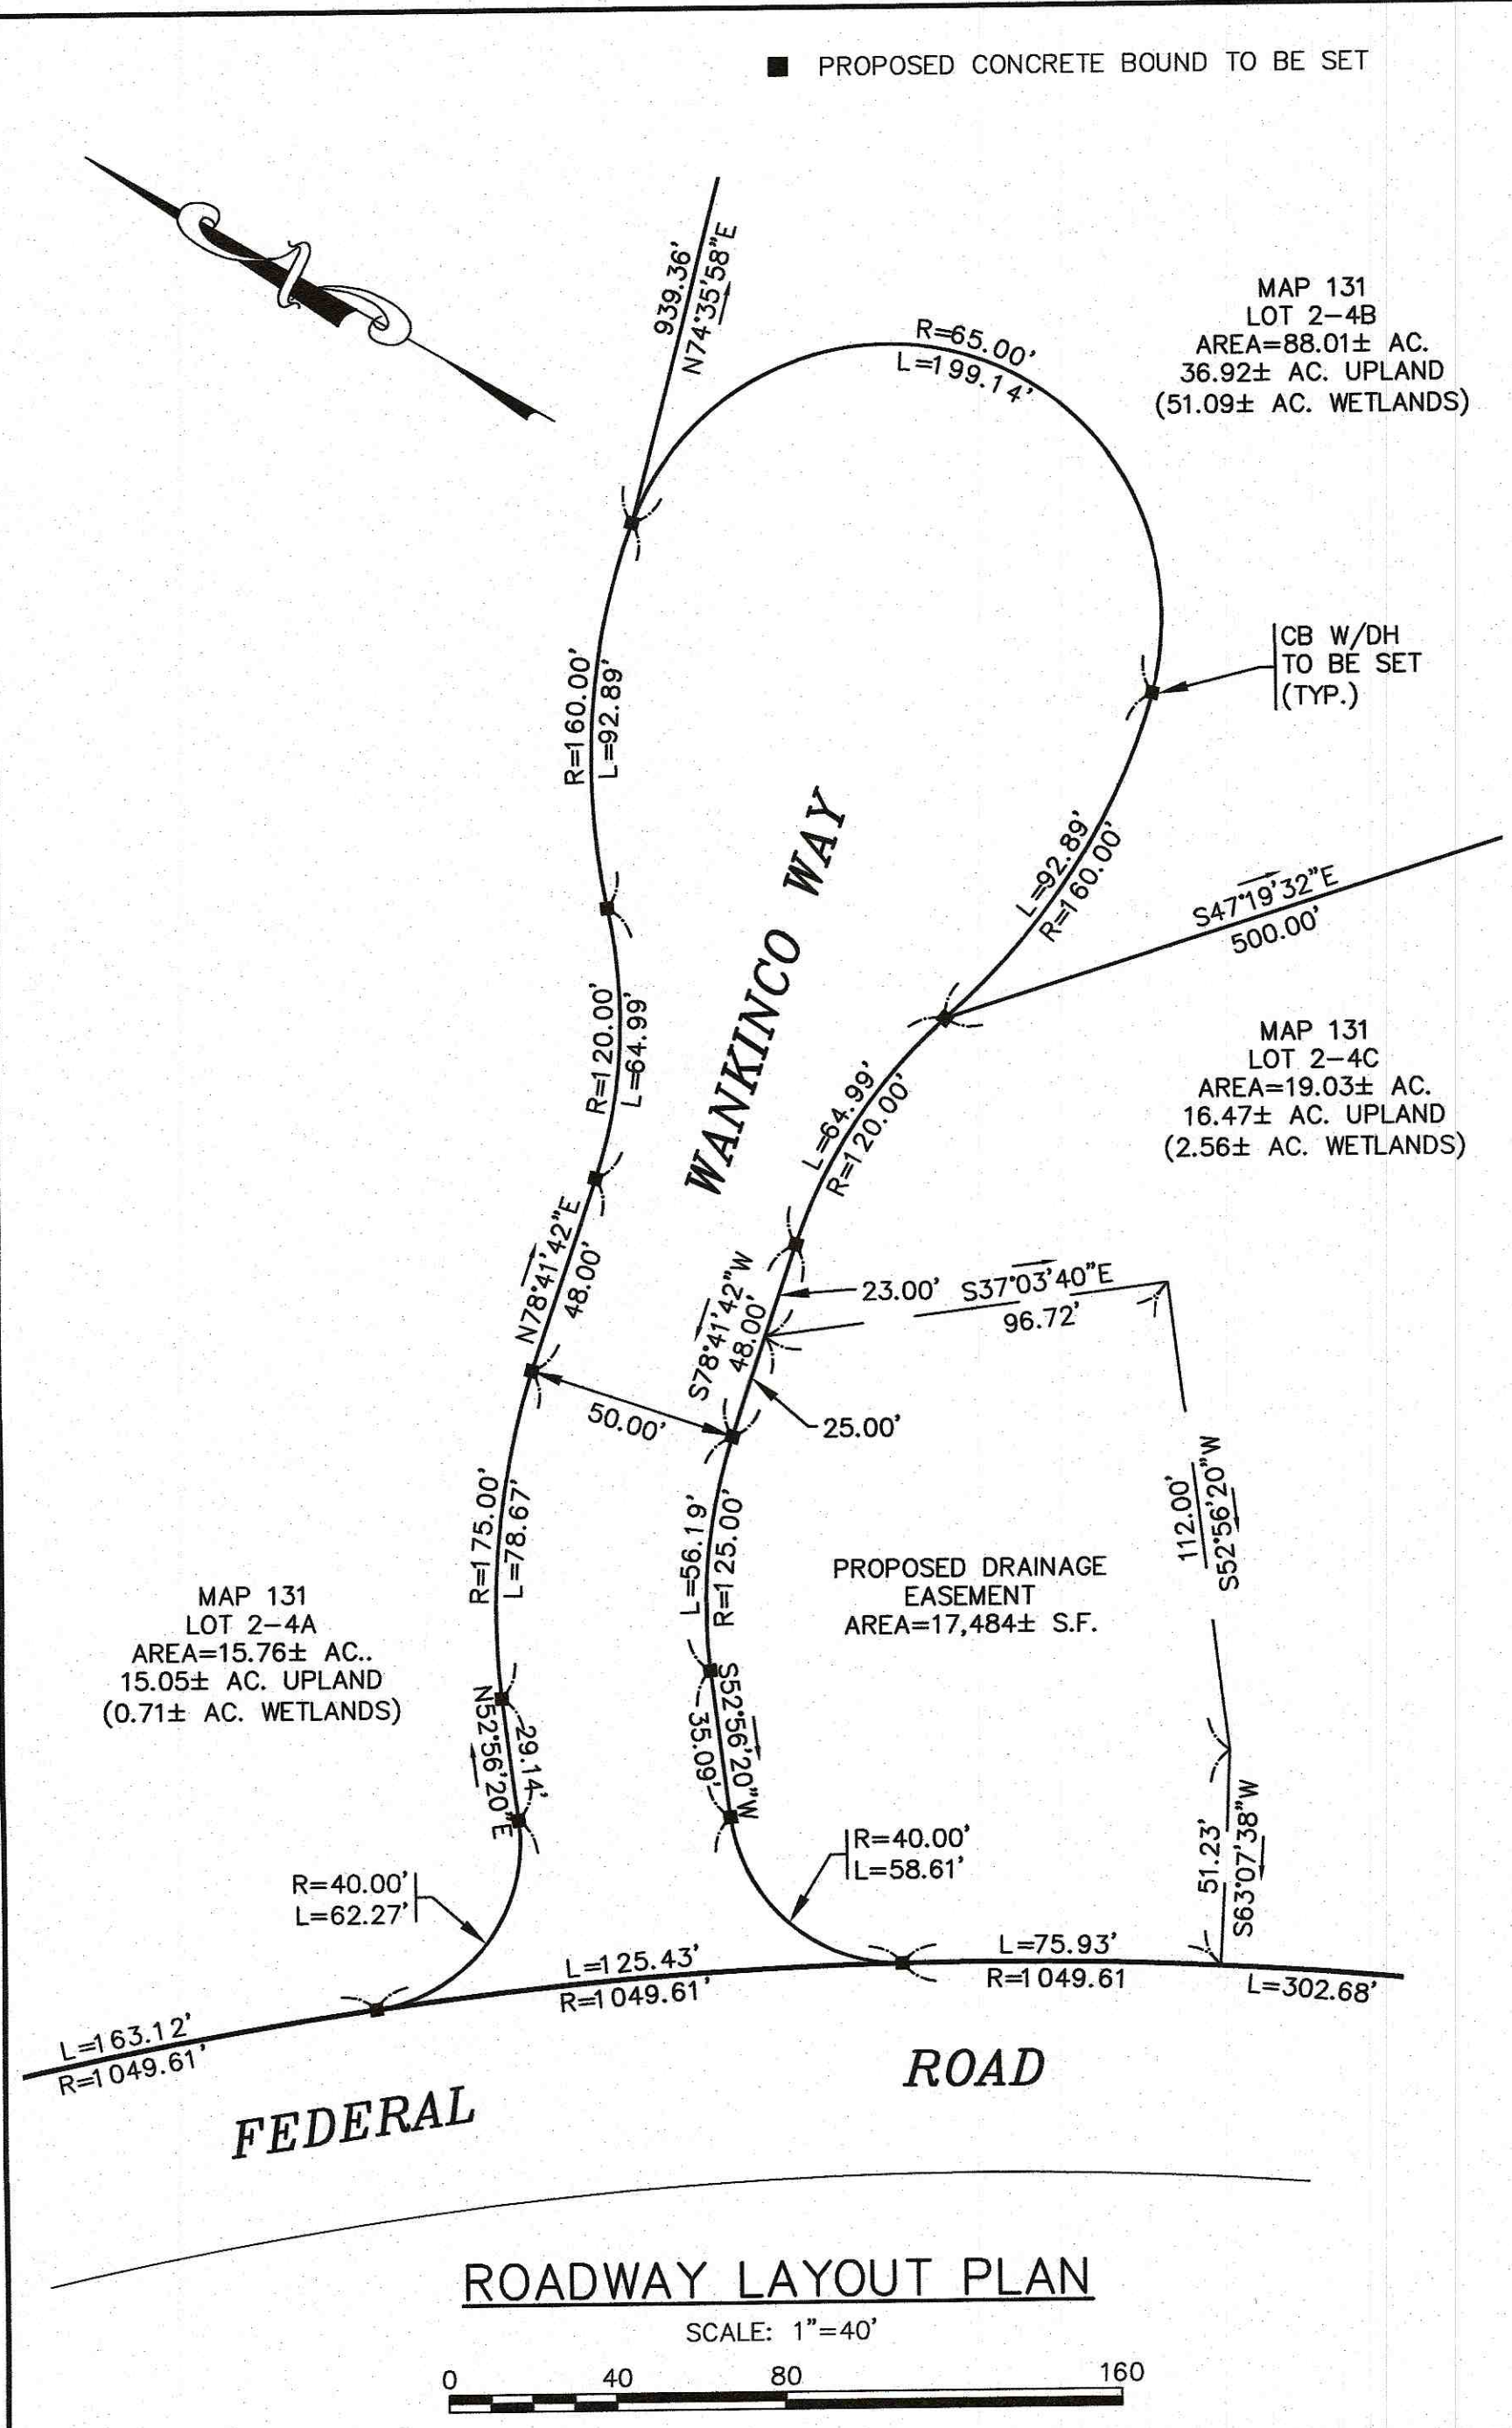 PROPOSED CONCRETE BOUND TO BE SET
939.36'
N74°35'58"E
MAP 131
LOT 2-4B
AREA=88.01± AC.
36.92± AC. UPLAND
(51.09± AC. WETLANDS)
R=65.00'
L=199.14'
CB W/DH
TO BE SET
(TYP.)
R=160.00'
L=92.89'
L=92.89'
R=160.00'
WANKINCO WAY
S47°19'32"E
500.00'
R=120.00'
L=64.99'
L=64.99'
R=120.00'
MAP 131
LOT 2-4C
AREA=19.03± AC.
16.47± AC. UPLAND
(2.56± AC. WETLANDS)
N78°41'42"E
48.00'
S78°41'42"W
48.00'
23.00'
S37°03'40"E
96.72'
50.00'
25.00'
R=175.00'
L=78.67'
L=56.19'
R=125.00'
112.00'
S52°56'20"W
PROPOSED DRAINAGE
EASEMENT
AREA=17,484± S.F.
MAP 131
LOT 2-4A
AREA=15.76± AC..
15.05± AC. UPLAND
(0.71± AC. WETLANDS)
N52°56'20"E
29.14'
35.09'
S52°56'20"W
51.23'
S63°07'38"W
R=40.00'
L=62.27'
R=40.00'
L=58.61'
L=163.12'
R=1049.61'
L=125.43'
R=1049.61'
L=75.93'
R=1049.61
L=302.68'
FEDERAL ROAD
ROADWAY LAYOUT PLAN
SCALE: 1"=40'
0 40 80 160